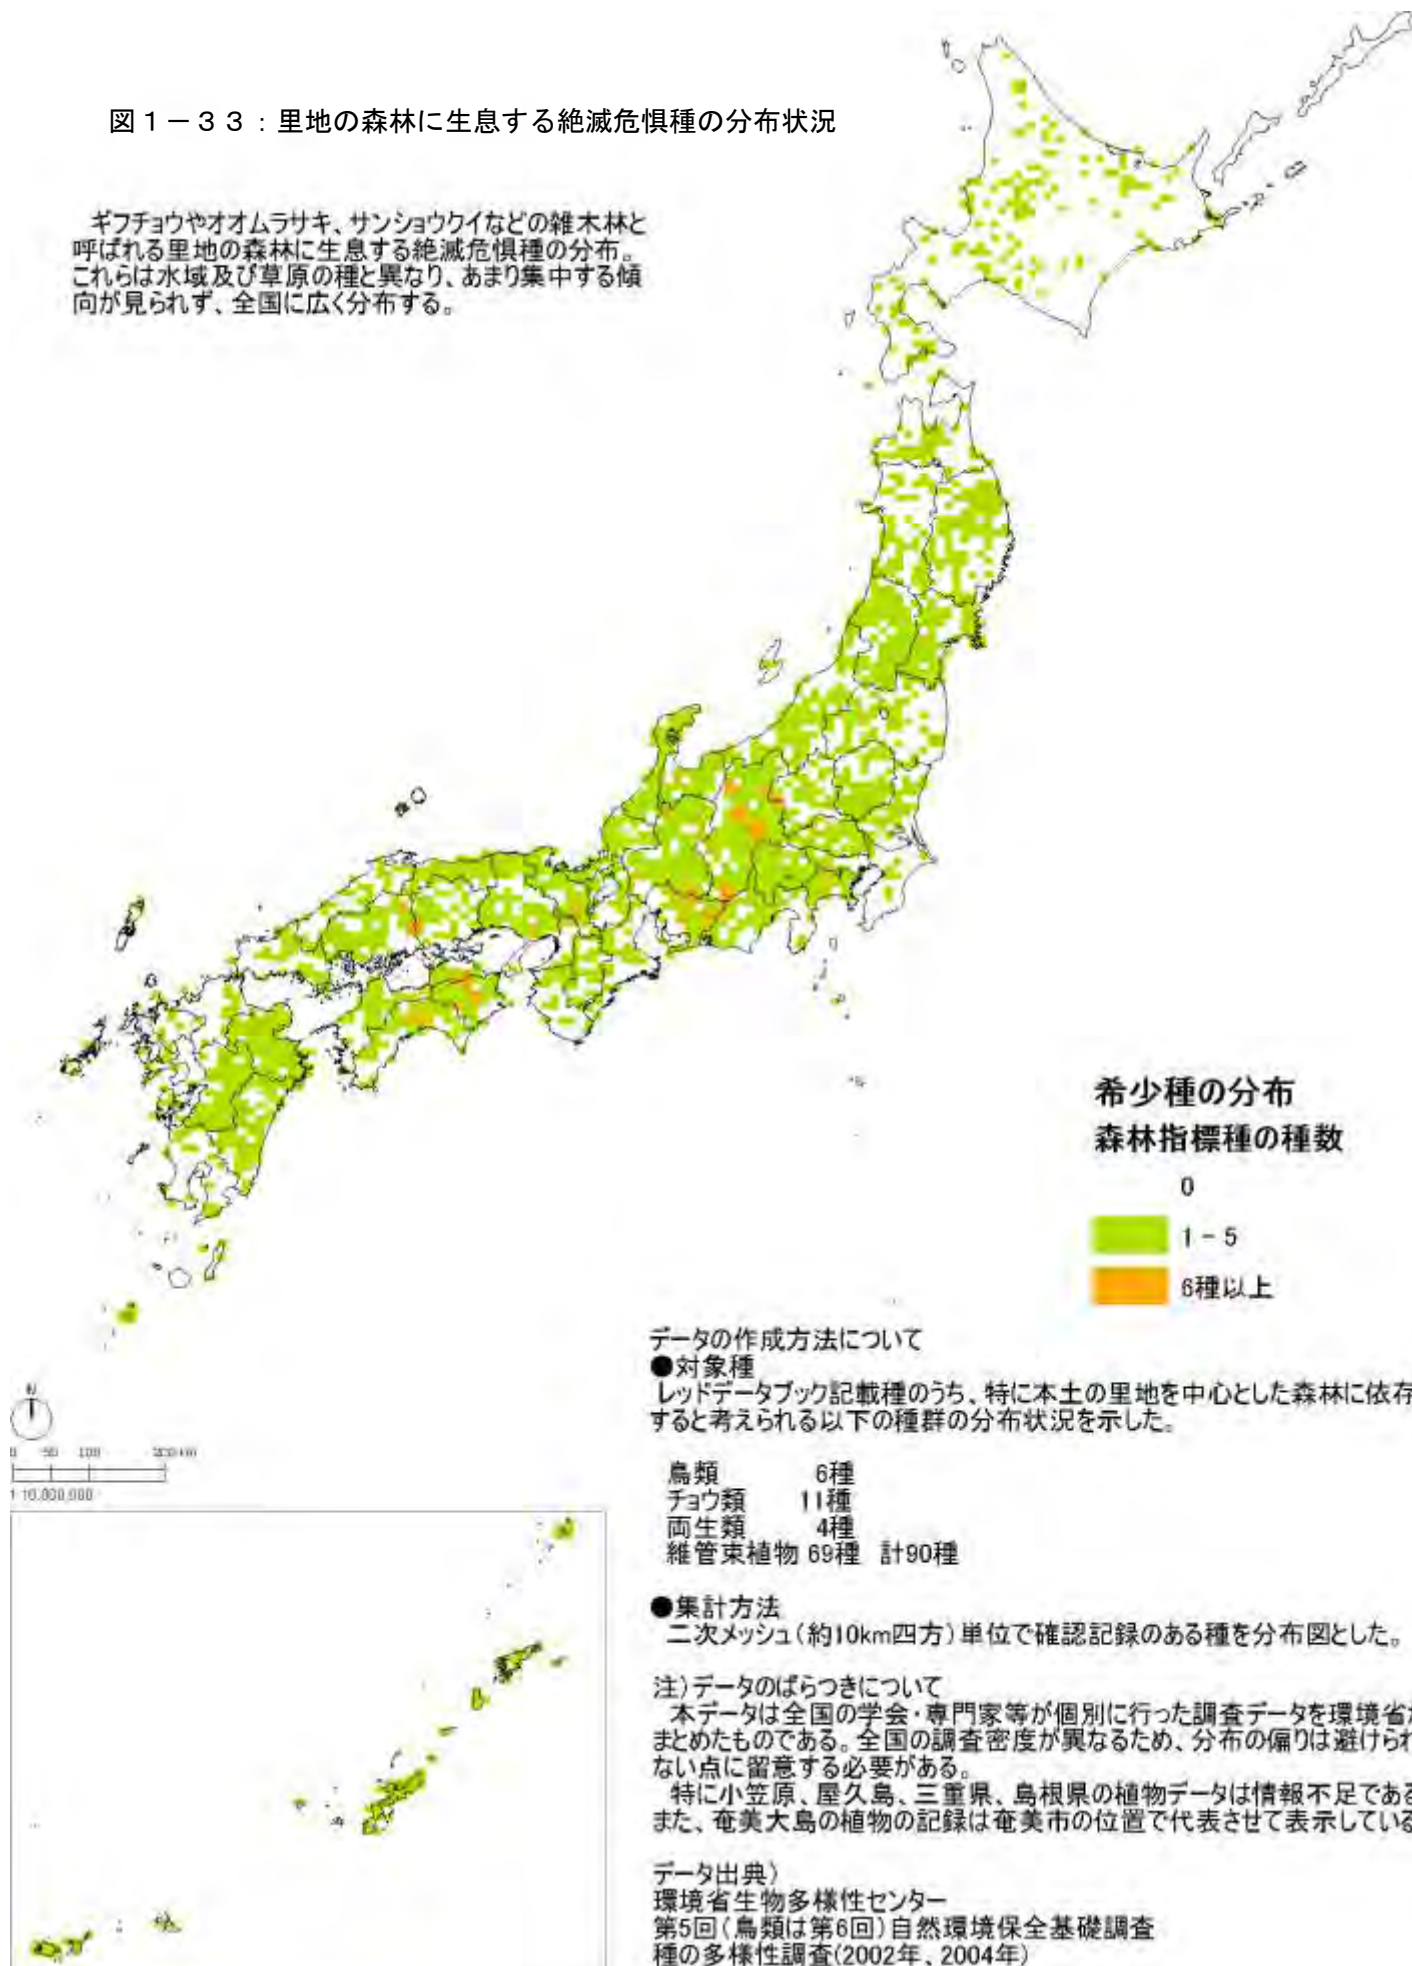 図1－33：里地の森林に生息する絶滅危惧種の分布状況
ギフチョウやオオムラサキ、サンショウクイなどの雑木林と
呼ばれる里地の森林に生息する絶滅危惧種の分布。
これらは水域及び草原の種と異なり、あまり集中する傾
向が見られず、全国に広く分布する。
希少種の分布
森林指標種の種数
0
1 - 5
6種以上
データの作成方法について
●対象種
レッドデータブック記載種のうち、特に本土の里地を中心とした森林に依存
すると考えられる以下の種群の分布状況を示した。
鳥類 6種
チョウ類 11種
両生類 4種
維管束植物 69種 計90種
●集計方法
二次メッシュ(約10km四方)単位で確認記録のある種を分布図とした。
注)データのばらつきについて
本データは全国の学会・専門家等が個別に行った調査データを環境省が
まとめたものである。全国の調査密度が異なるため、分布の偏りは避けられ
ない点に留意する必要がある。
特に小笠原、屋久島、三重県、島根県の植物データは情報不足である
また、奄美大島の植物の記録は奄美市の位置で代表させて表示している
データ出典)
環境省生物多様性センター
第5回(鳥類は第6回)自然環境保全基礎調査
種の多様性調査(2002年、2004年)
N
0 50 100 200 km
1:10,000,000